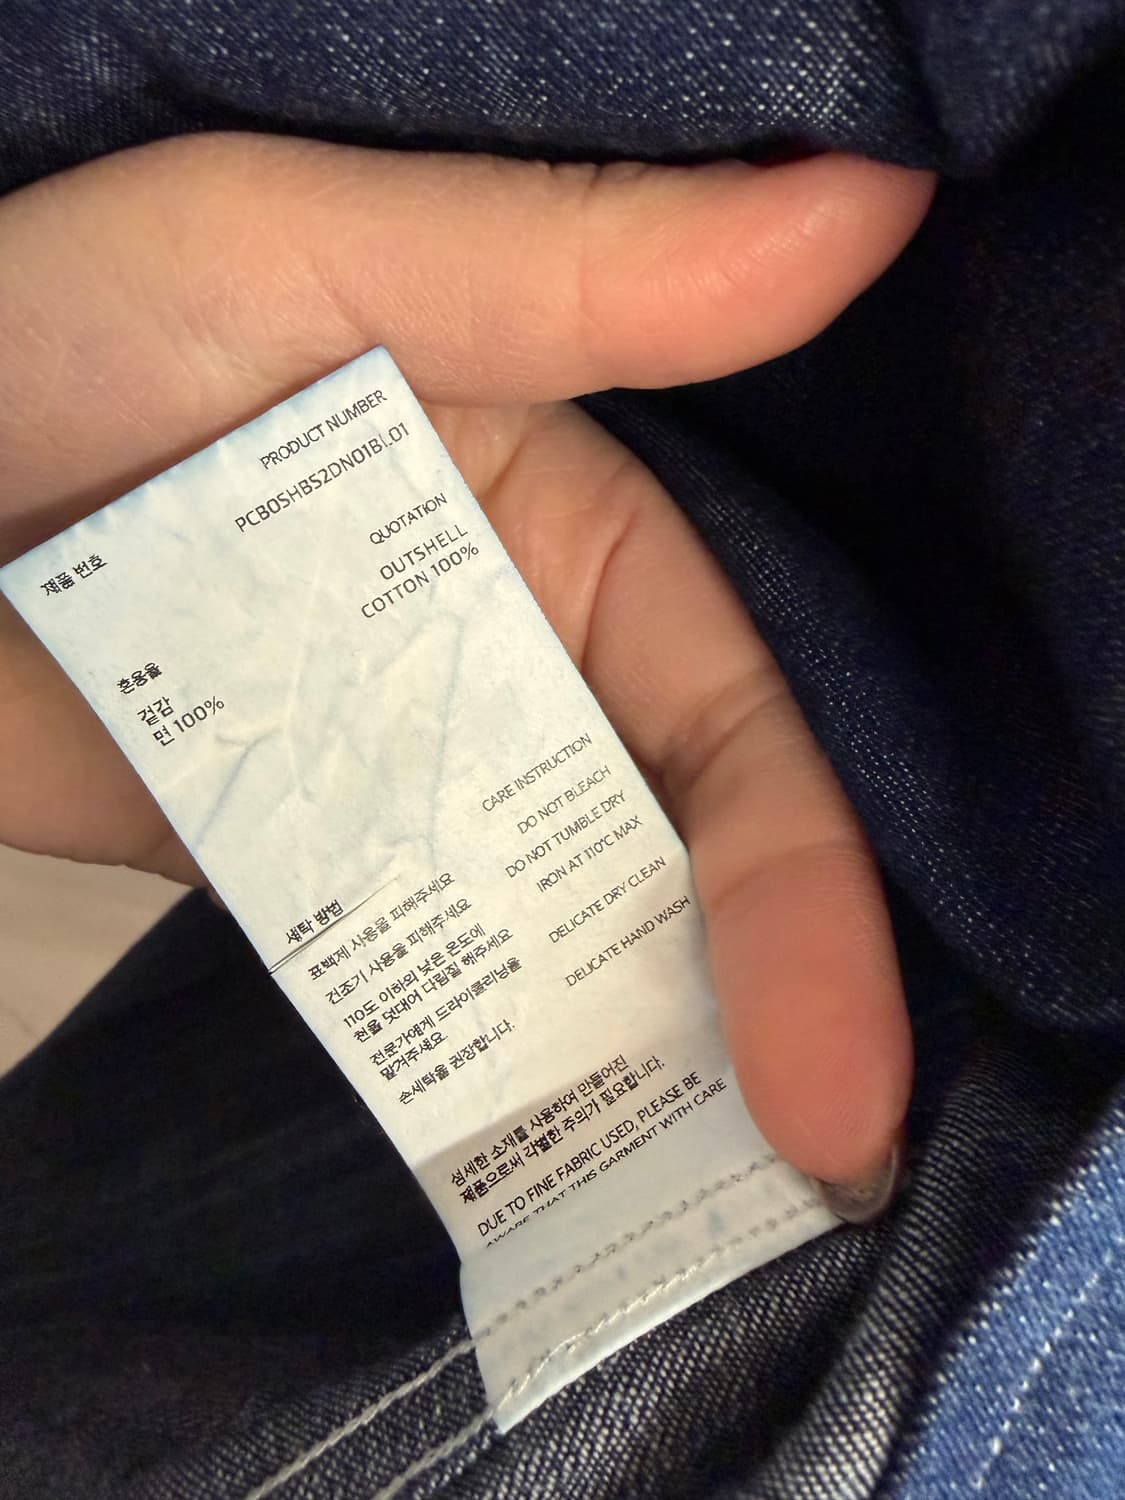 제품 번호
PRODUCT NUMBER
PCB0SHBS2DN01BL01
혼용율
QUOTATION
겉감
OUTSHELL
면 100%
COTTON 100%
세탁 방법
CARE INSTRUCTION
표백제 사용을 피해주세요
DO NOT BLEACH
건조기 사용을 피해주세요
DO NOT TUMBLE DRY
110도 이하의 낮은 온도에
천을 덧대어 다림질 해주세요
IRON AT 110°C MAX
전문가에게 드라이클리닝을
맡겨주세요
DELICATE DRY CLEAN
손세탁을 권장합니다.
DELICATE HAND WASH
섬세한 소재를 사용하여 만들어진
제품으로써 각별한 주의가 필요합니다.
DUE TO FINE FABRIC USED, PLEASE BE
AWARE THAT THIS GARMENT WITH CARE